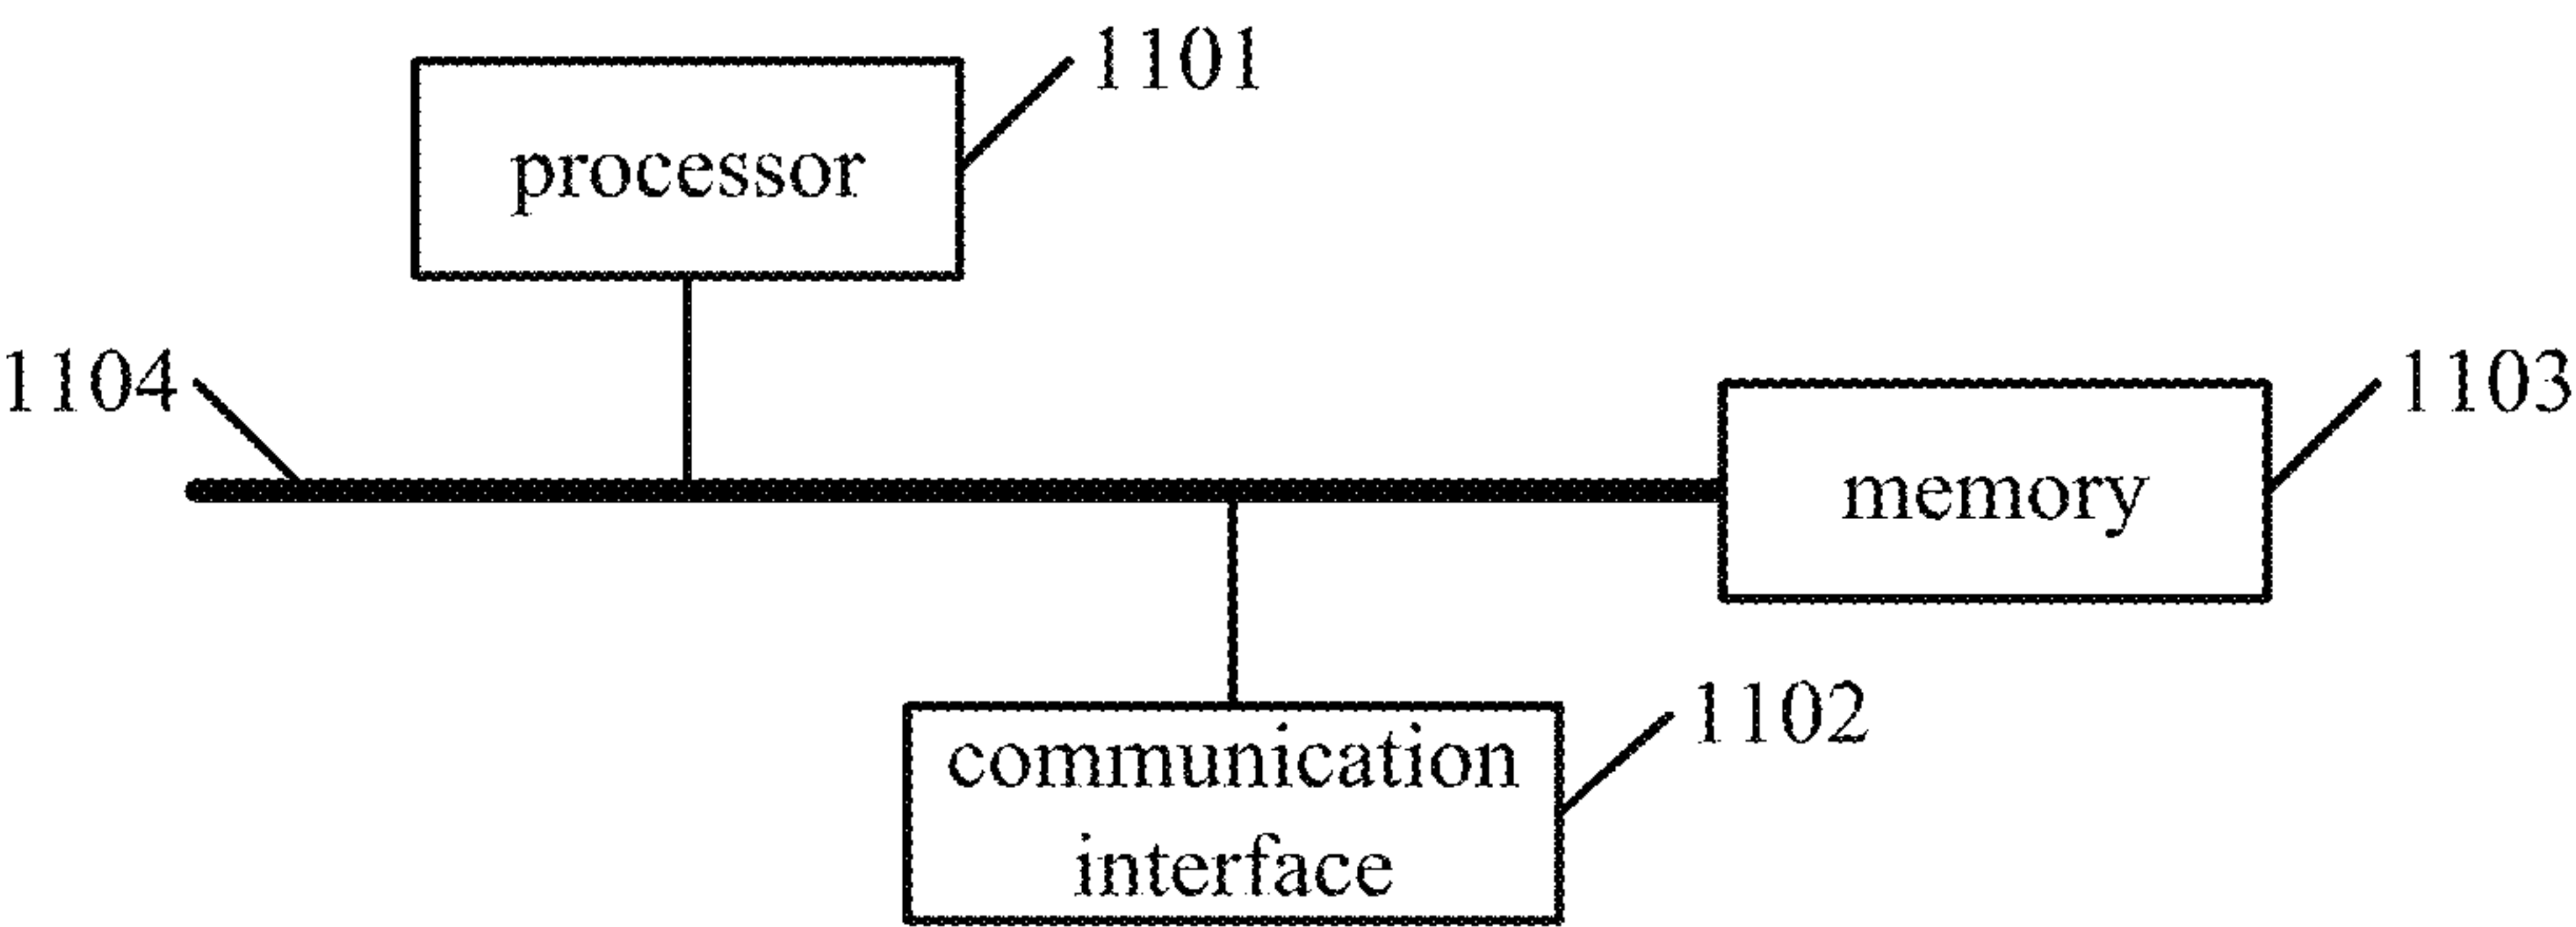 1101
processor
1104
1103
memory
1102
communication
interface